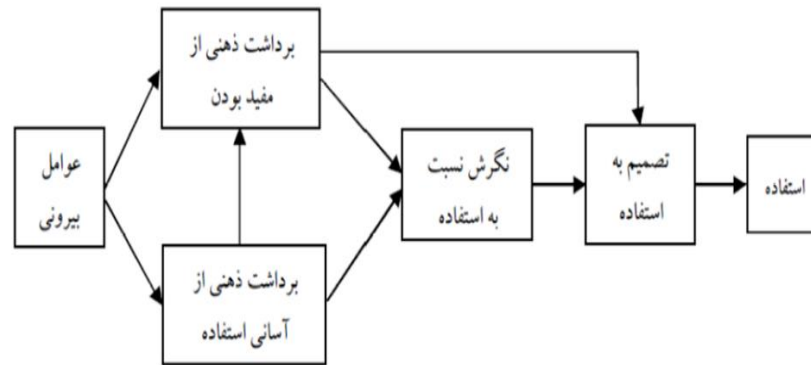 برداشت ذهنی از
مفید بودن
عوامل
بیرونی
نگرش نسبت
به استفاده
تصمیم به
استفاده
استفاده
برداشت ذهنی از
آسانی استفاده